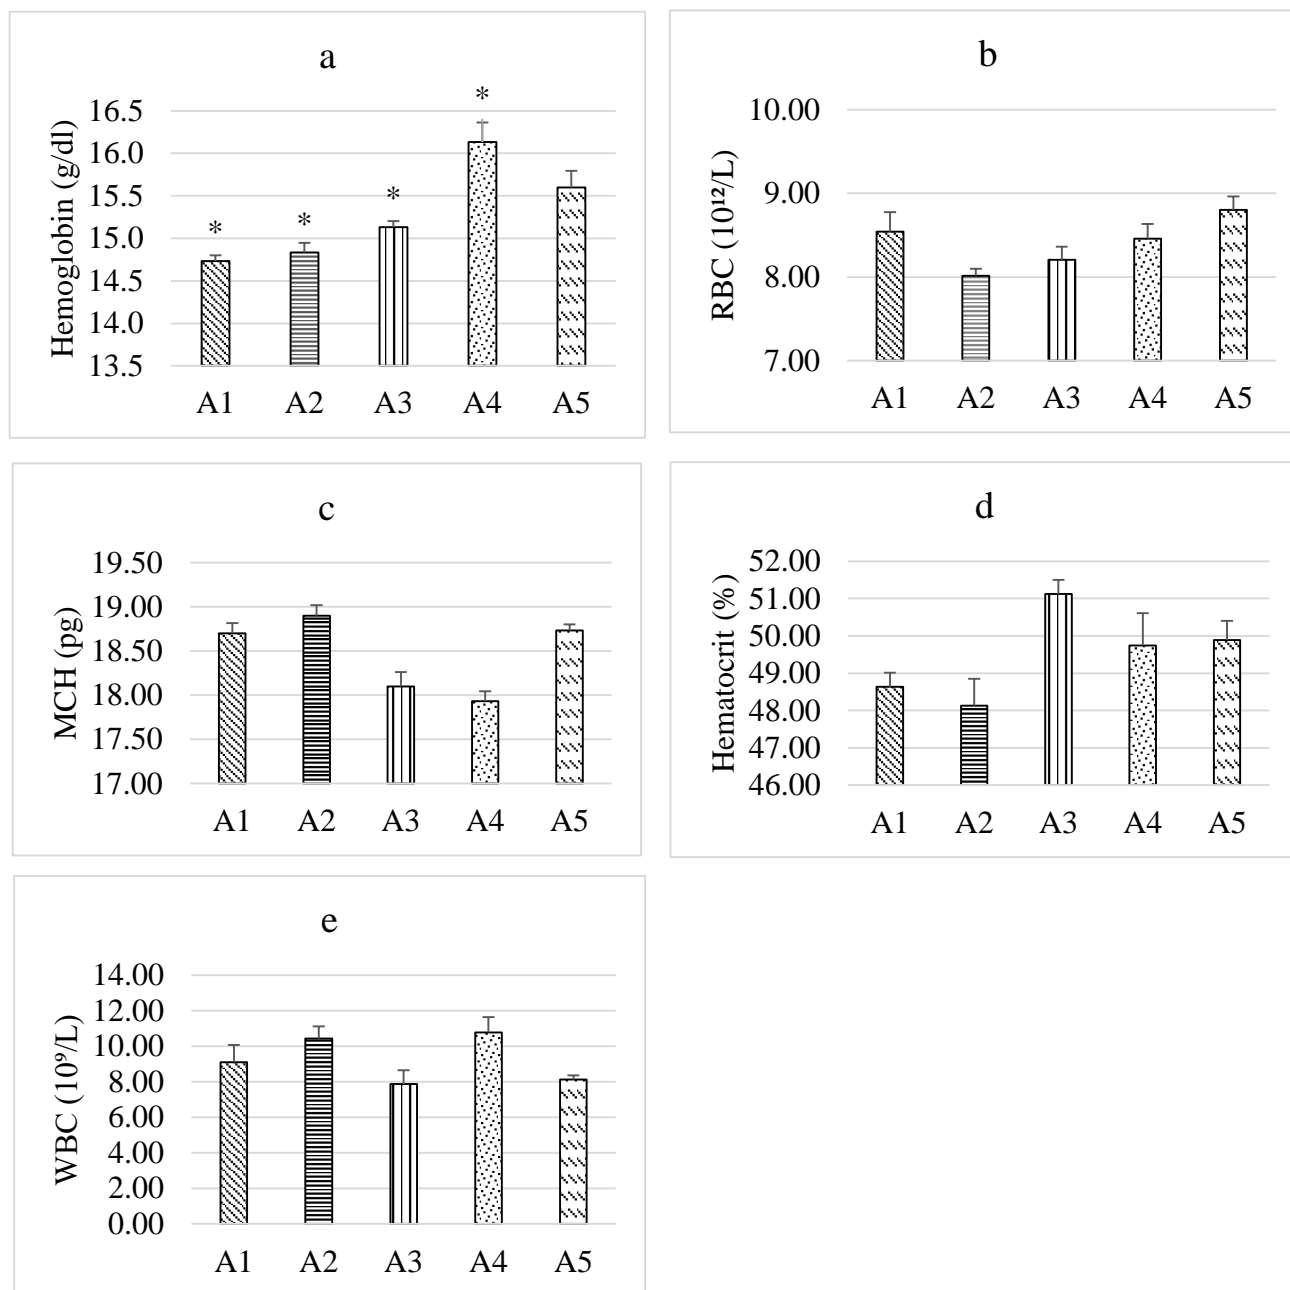 a
Hemoglobin (g/dl)
16.5
16.0
15.5
15.0
14.5
14.0
13.5
* * * *
A1 A2 A3 A4 A5
b
RBC (10¹²/L)
10.00
9.00
8.00
7.00
A1 A2 A3 A4 A5
c
MCH (pg)
19.50
19.00
18.50
18.00
17.50
17.00
A1 A2 A3 A4 A5
d
Hematocrit (%)
52.00
51.00
50.00
49.00
48.00
47.00
46.00
A1 A2 A3 A4 A5
e
WBC (10⁹/L)
14.00
12.00
10.00
8.00
6.00
4.00
2.00
0.00
A1 A2 A3 A4 A5